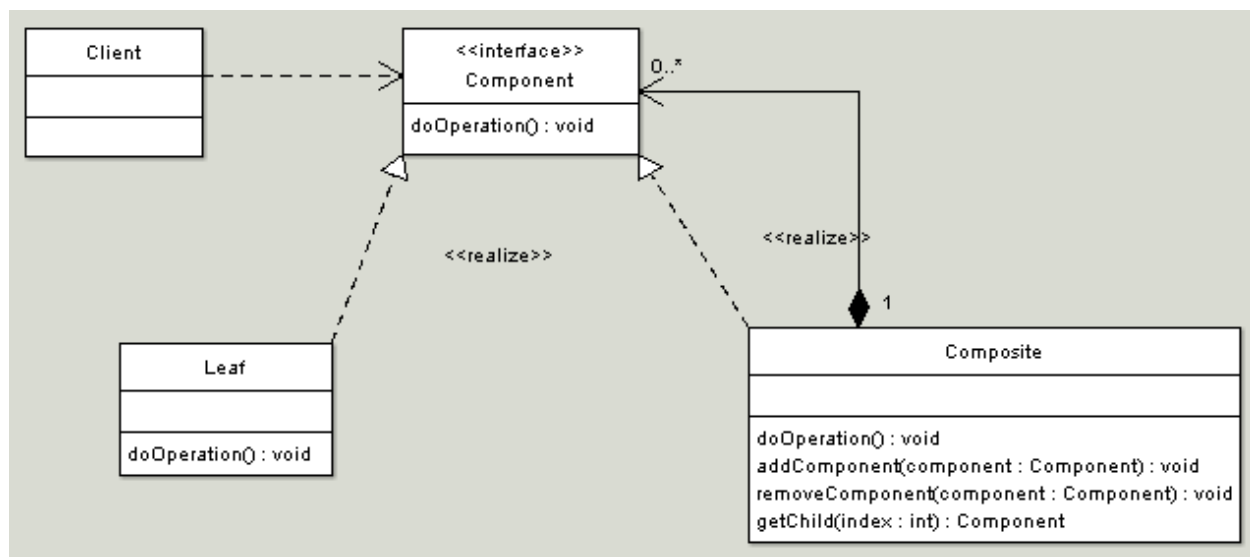 Client
<<interface>>
Component
doOperation() : void
0..*
<<realize>>
<<realize>>
1
Leaf
doOperation() : void
Composite
doOperation() : void
addComponent(component : Component) : void
removeComponent(component : Component) : void
getChild(index : int) : Component